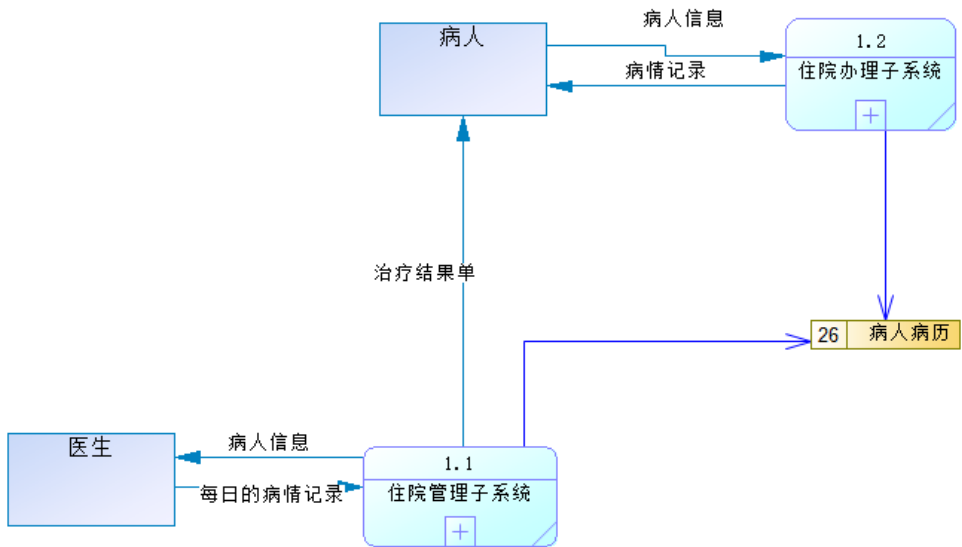 病人信息
病人
1.2
病情记录
住院办理子系统
治疗结果单
26 病人病历
医生
病人信息
1.1
每日的病情记录
住院管理子系统